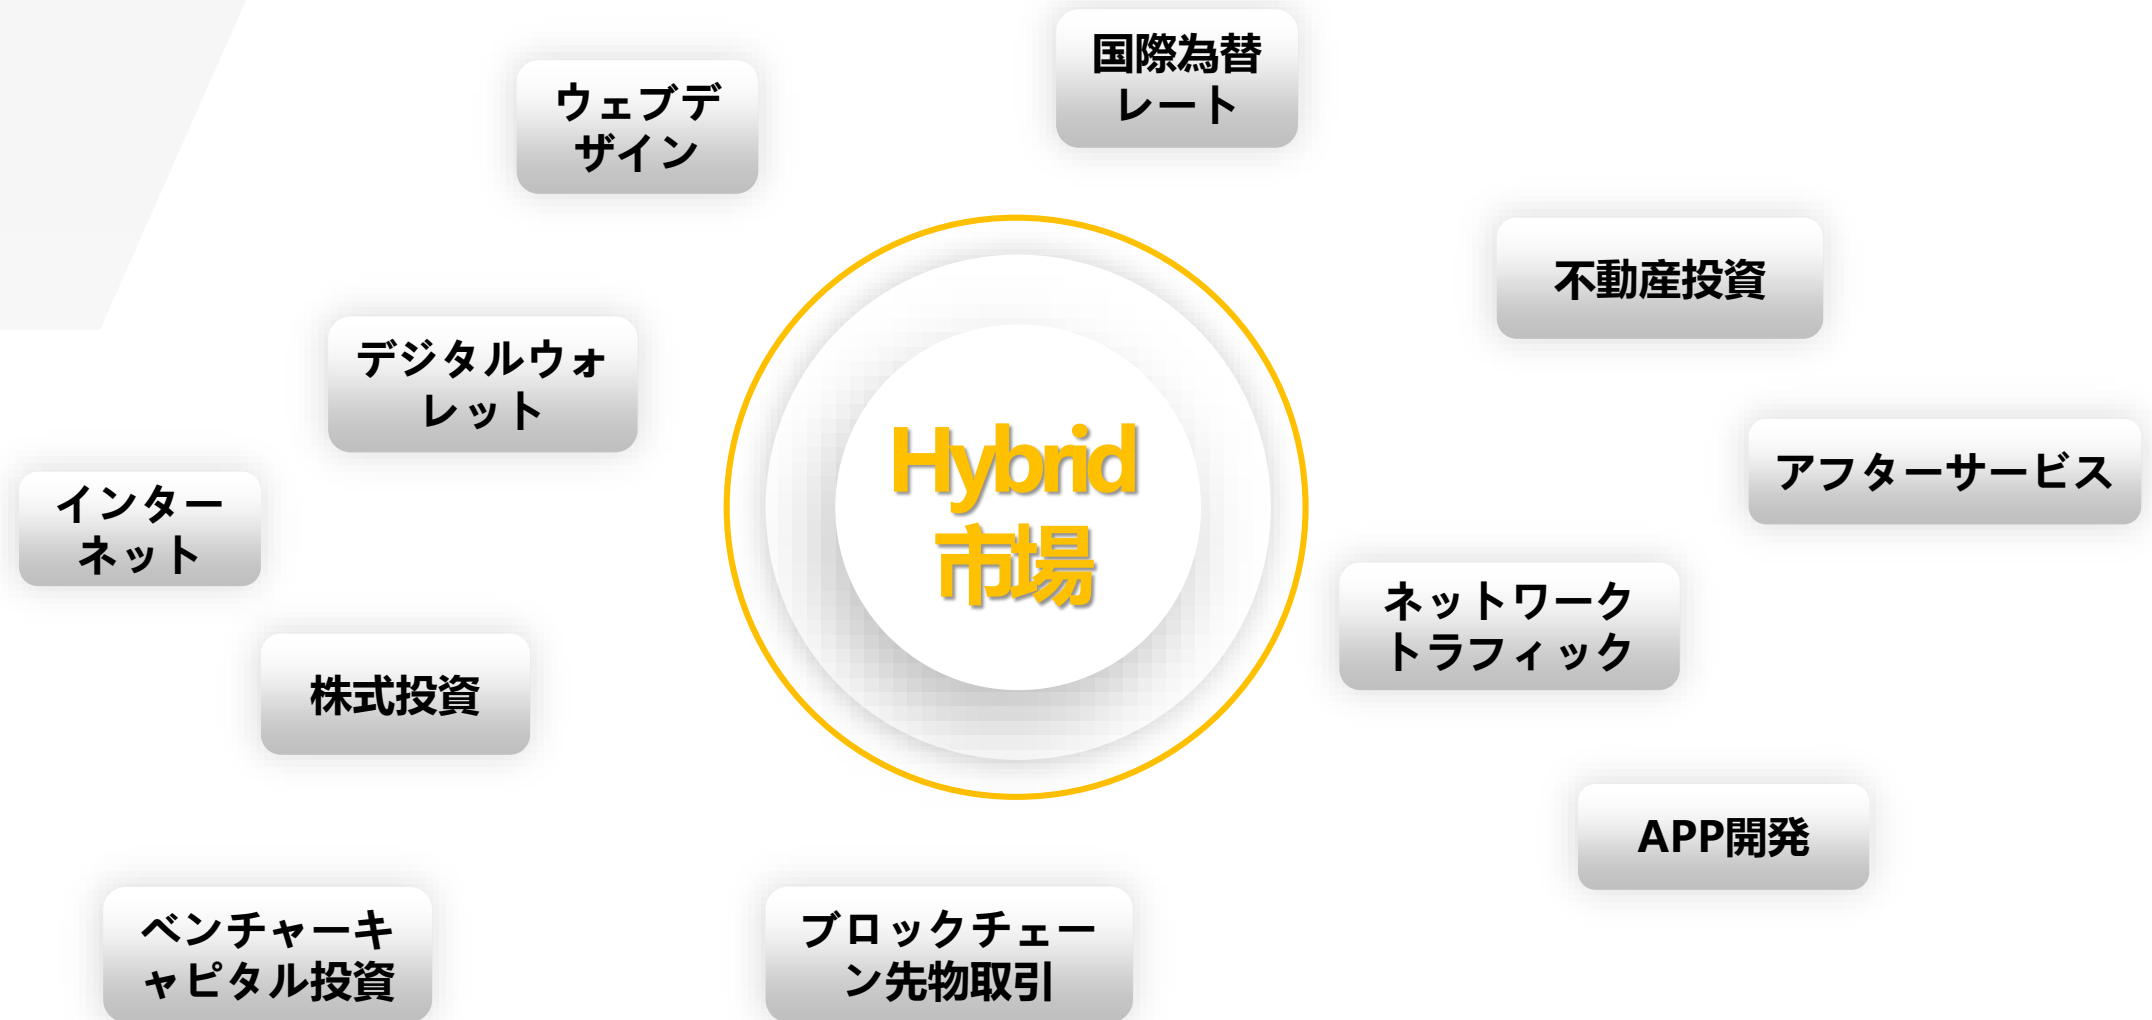 国際為替
レート
ウェブデ
ザイン
不動産投資
デジタルウォ
レット
アフターサービス
Hybrid
市場
インター
ネット
ネットワーク
トラフィック
株式投資
APP開発
ベンチャーキ
ャピタル投資
ブロックチェー
ン先物取引